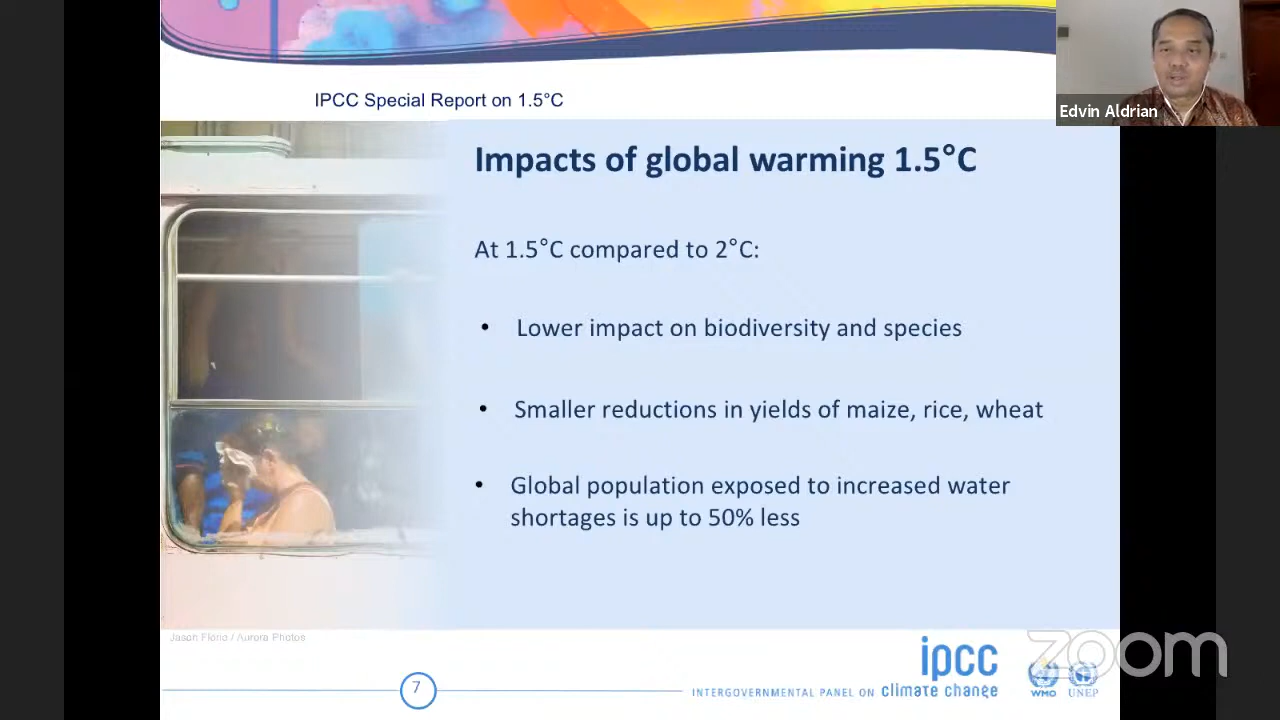 IPCC Special Report on 1.5°C
Edvin Aldrian
Impacts of global warming 1.5°C
At 1.5°C compared to 2°C:
• Lower impact on biodiversity and species
• Smaller reductions in yields of maize, rice, wheat
• Global population exposed to increased water
shortages is up to 50% less
Jason Florio / Aurora Photos
7
INTERGOVERNMENTAL PANEL ON climate change
ipcc
WMO
UNEP
zoom